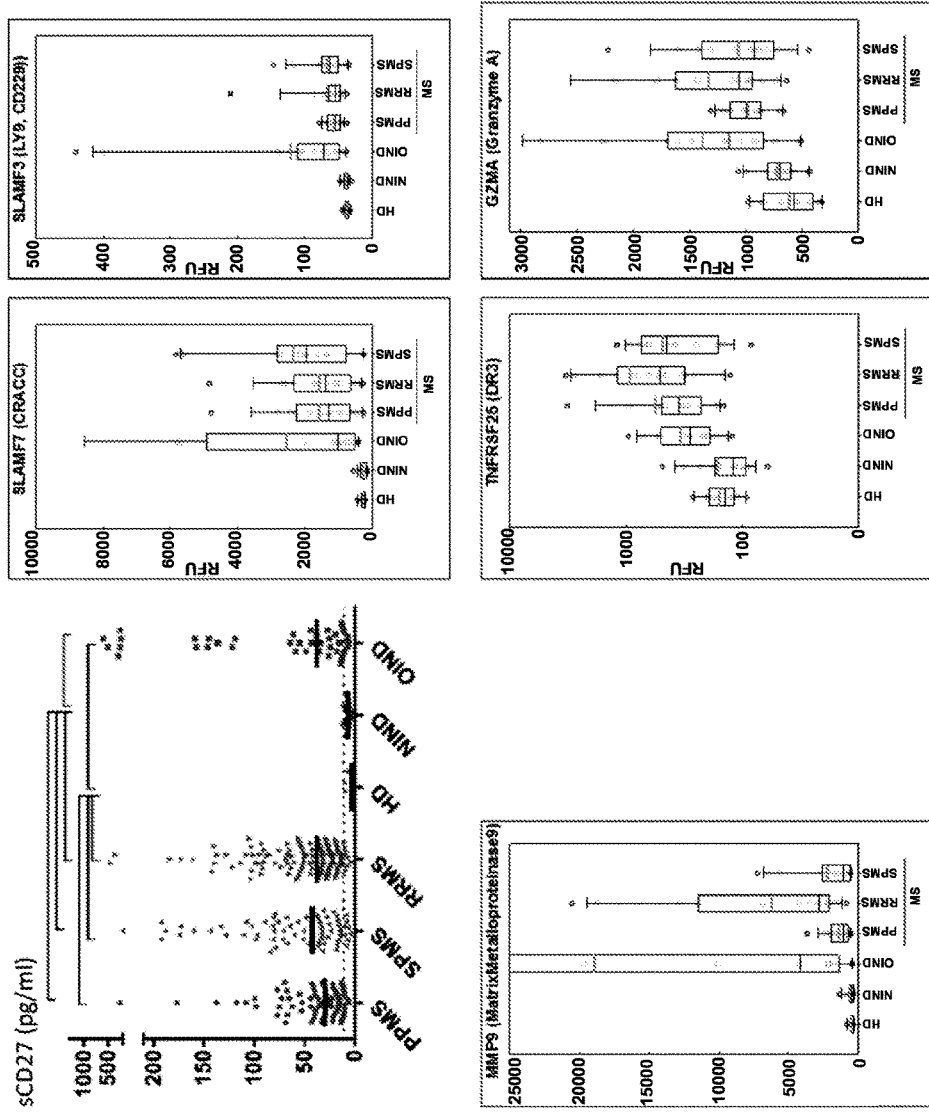 sCD27 (pg/ml)
1000
500
200
150
100
50
0
PPMS
SPMS
RRMS
HD
NIND
OIND
SLAMF7 (CRACC)
RFU
10000
8000
6000
4000
2000
0
HD
NIND
OIND
PPMS
RRMS
SPMS
MS
SLAMF3 (LY9, CD229)
RFU
500
400
300
200
100
0
HD
NIND
OIND
PPMS
RRMS
SPMS
MS
MMP9 (MatrixMetalloproteinase9)
25000
20000
15000
10000
5000
0
HD
NIND
OIND
PPMS
RRMS
SPMS
MS
TNFRSF25 (DR3)
RFU
10000
1000
100
0
HD
NIND
OIND
PPMS
RRMS
SPMS
MS
GZMA (Granzyme A)
RFU
3000
2500
2000
1500
1000
500
0
HD
NIND
OIND
PPMS
RRMS
SPMS
MS